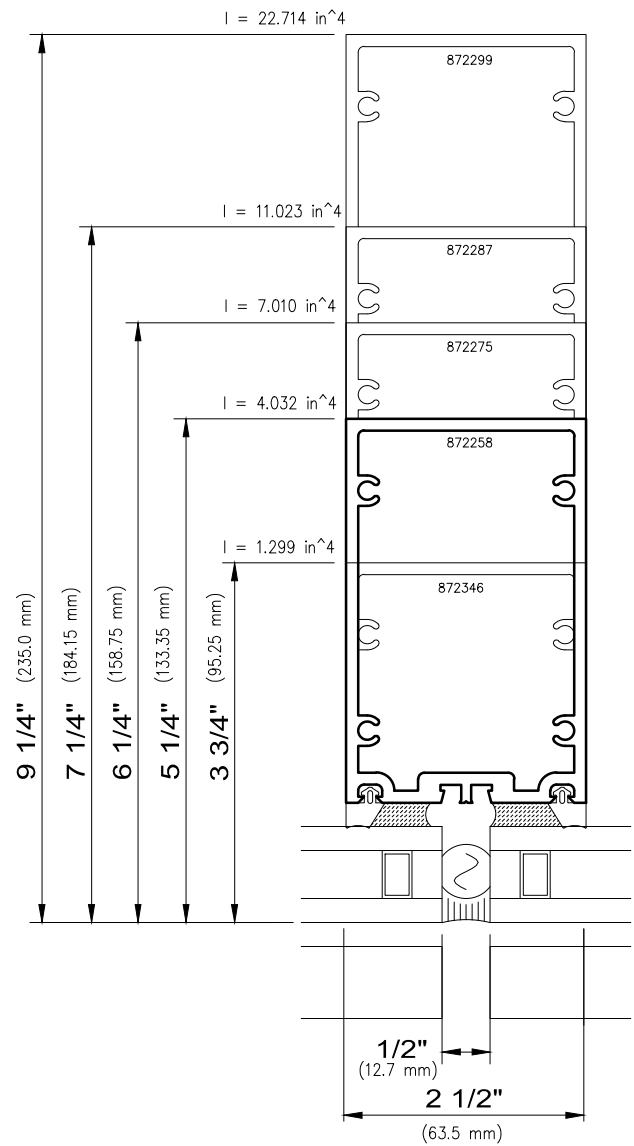 I = 22.714 in^4
872299
I = 11.023 in^4
872287
I = 7.010 in^4
872275
I = 4.032 in^4
872258
I = 1.299 in^4
872346
9 1/4" (235.0 mm)
7 1/4" (184.15 mm)
6 1/4" (158.75 mm)
5 1/4" (133.35 mm)
3 3/4" (95.25 mm)
1/2"
(12.7 mm)
2 1/2"
(63.5 mm)